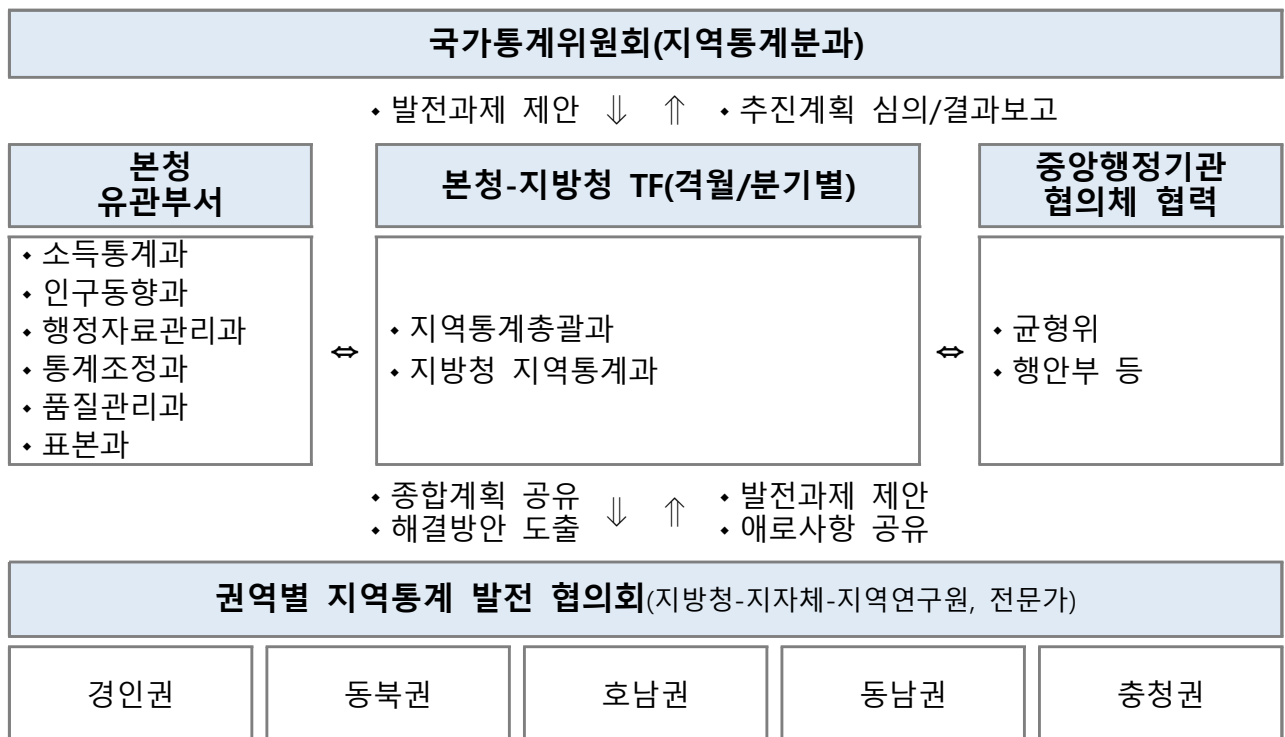 국가통계위원회(지역통계분과)
⬩ 발전과제 제안 ⇓ ⇑ ⬩ 추진계획 심의/결과보고
본청
유관부서
본청-지방청 TF(격월/분기별)
중앙행정기관
협의체 협력
⬩ 소득통계과
⬩ 인구동향과
⬩ 행정자료관리과
⬩ 통계조정과
⬩ 품질관리과
⬩ 표본과
⇔
⬩ 지역통계총괄과
⬩ 지방청 지역통계과
⇔
⬩ 균형위
⬩ 행안부 등
⬩ 종합계획 공유
⬩ 해결방안 도출
⇓ ⇑
⬩ 발전과제 제안
⬩ 애로사항 공유
권역별 지역통계 발전 협의회(지방청-지자체-지역연구원, 전문가)
경인권
동북권
호남권
동남권
충청권